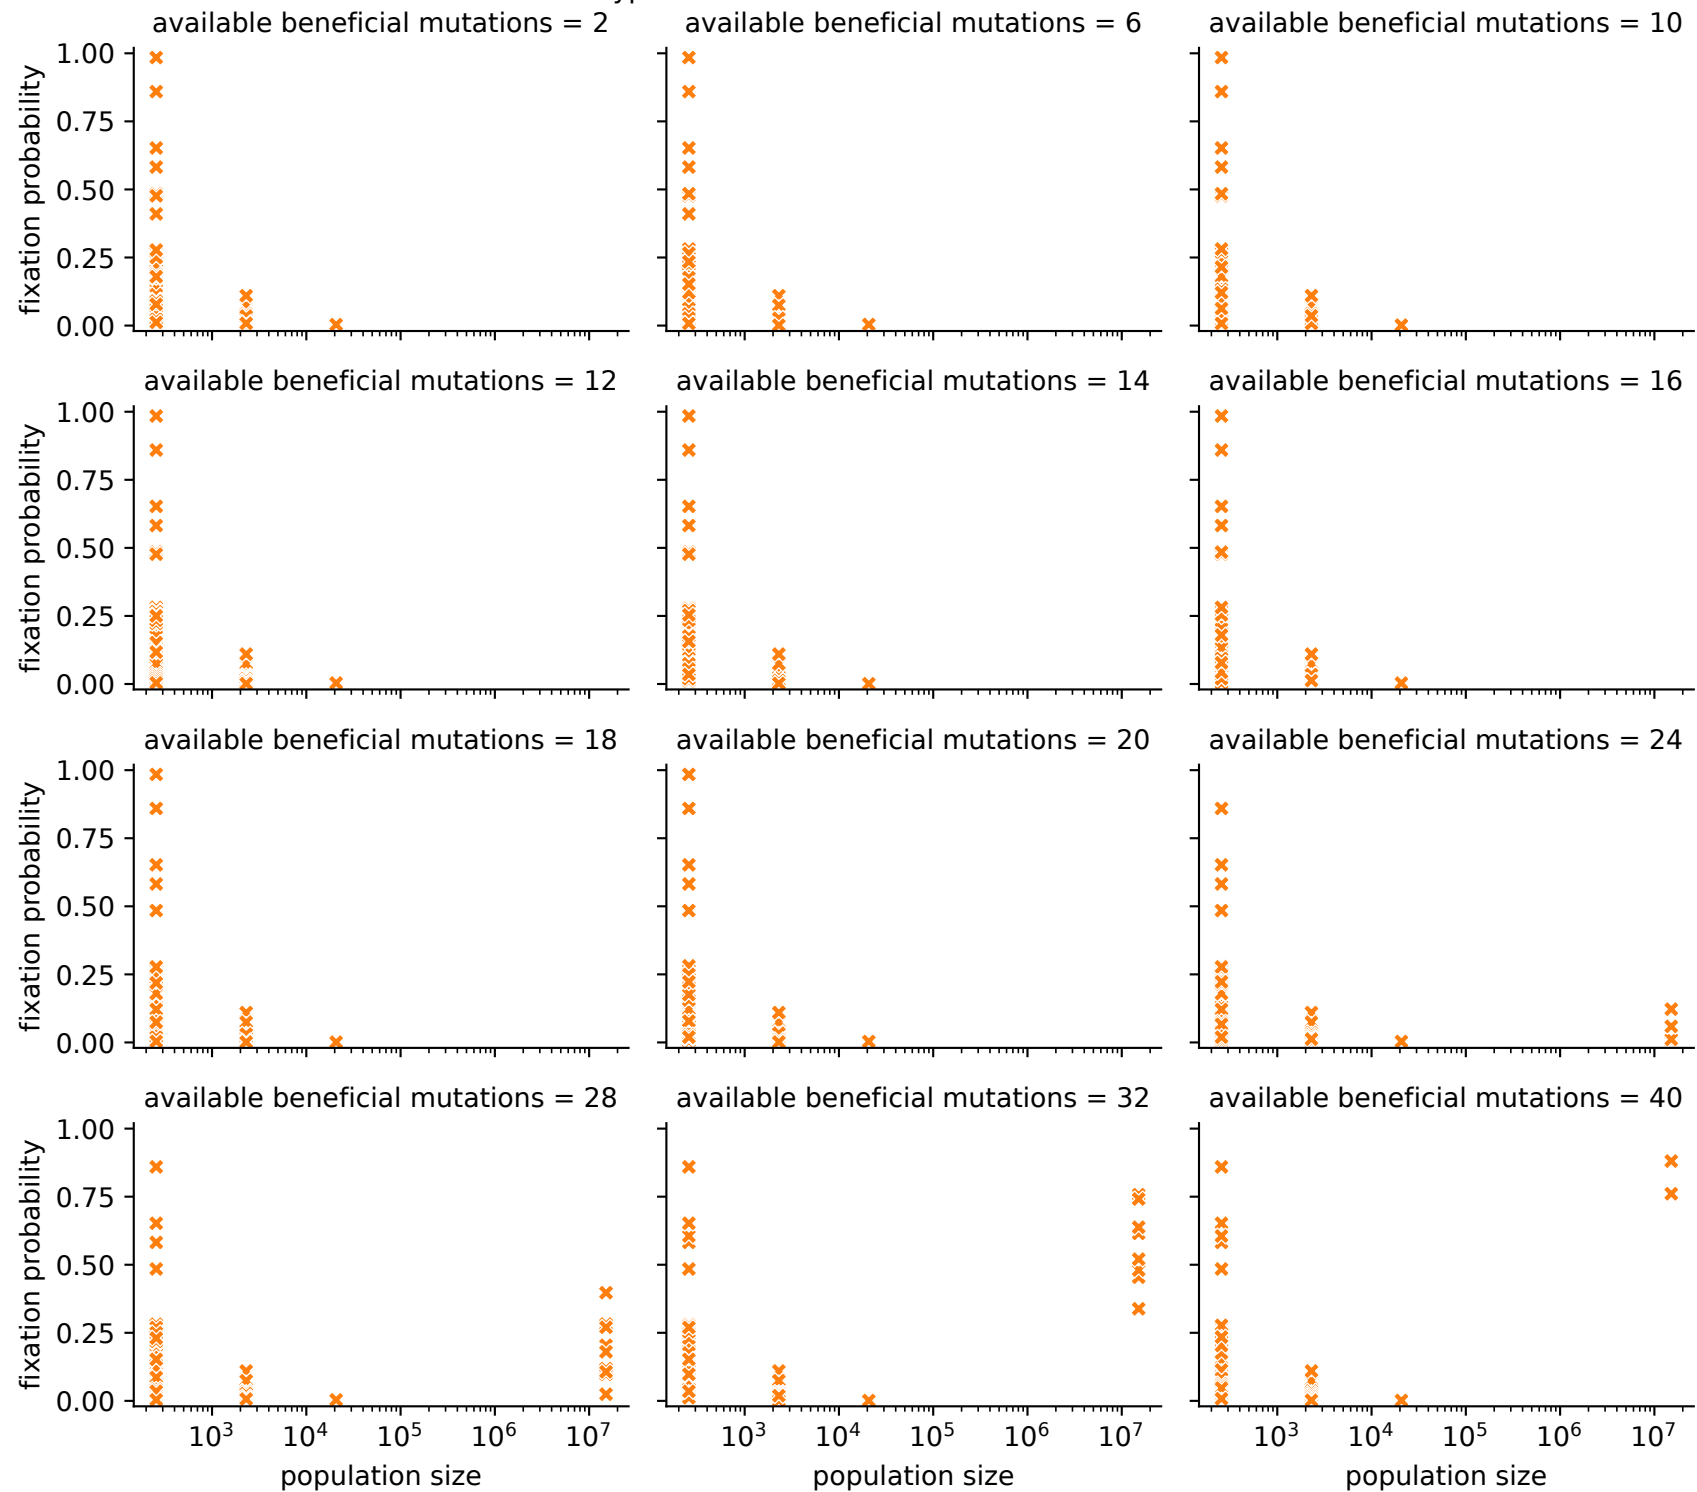 available beneficial mutations = 2
available beneficial mutations = 6
available beneficial mutations = 10
fixation probability
1.00
0.75
0.50
0.25
0.00
available beneficial mutations = 12
available beneficial mutations = 14
available beneficial mutations = 16
fixation probability
1.00
0.75
0.50
0.25
0.00
available beneficial mutations = 18
available beneficial mutations = 20
available beneficial mutations = 24
fixation probability
1.00
0.75
0.50
0.25
0.00
available beneficial mutations = 28
available beneficial mutations = 32
available beneficial mutations = 40
fixation probability
1.00
0.75
0.50
0.25
0.00
10³ 10⁴ 10⁵ 10⁶ 10⁷
10³ 10⁴ 10⁵ 10⁶ 10⁷
10³ 10⁴ 10⁵ 10⁶ 10⁷
population size
population size
population size